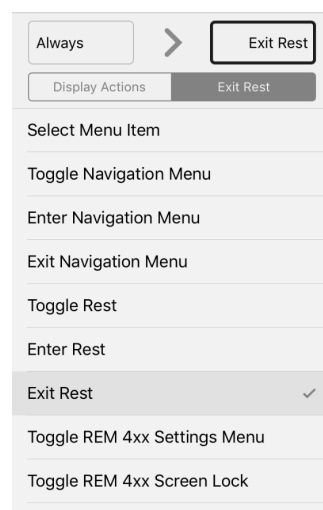 Always
Exit Rest
Display Actions
Exit Rest
Select Menu Item
Toggle Navigation Menu
Enter Navigation Menu
Exit Navigation Menu
Toggle Rest
Enter Rest
Exit Rest
Toggle REM 4xx Settings Menu
Toggle REM 4xx Screen Lock